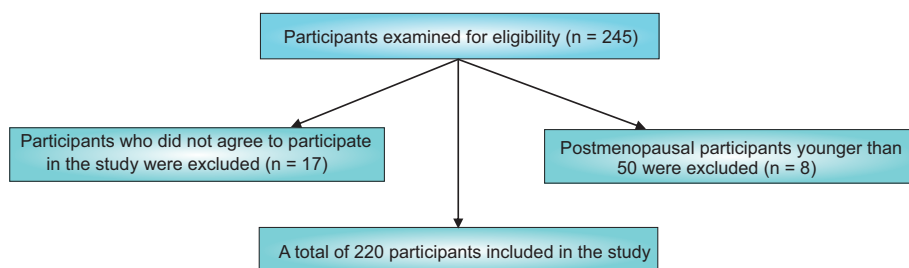 Participants examined for eligibility (n = 245)
Participants who did not agree to participate
in the study were excluded (n = 17)
Postmenopausal participants younger than
50 were excluded (n = 8)
A total of 220 participants included in the study